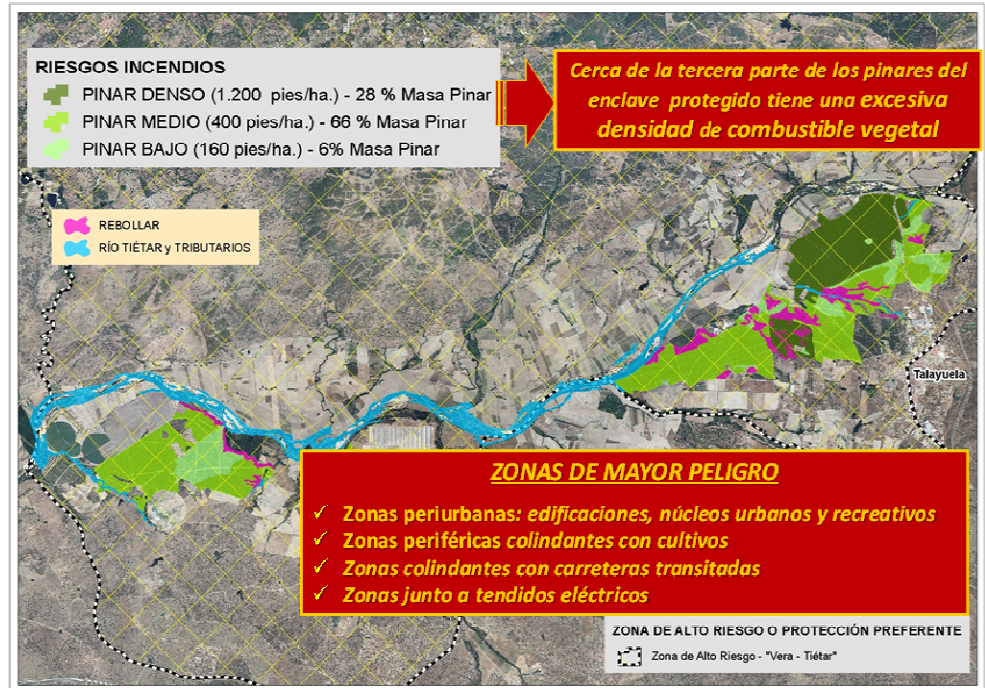 RIESGOS INCENDIOS
PINAR DENSO (1.200 pies/ha.) - 28 % Masa Pinar
PINAR MEDIO (400 pies/ha.) - 66 % Masa Pinar
PINAR BAJO (160 pies/ha.) - 6% Masa Pinar
Cerca de la tercera parte de los pinares del
enclave protegido tiene una excesiva
densidad de combustible vegetal
REBOLLAR
RÍO TIÉTAR y TRIBUTARIOS
Talayuela
ZONAS DE MAYOR PELIGRO
✓ Zonas periurbanas: edificaciones, núcleos urbanos y recreativos
✓ Zonas periféricas colindantes con cultivos
✓ Zonas colindantes con carreteras transitadas
✓ Zonas junto a tendidos eléctricos
ZONA DE ALTO RIESGO O PROTECCIÓN PREFERENTE
Zona de Alto Riesgo - "Vera - Tiétar"